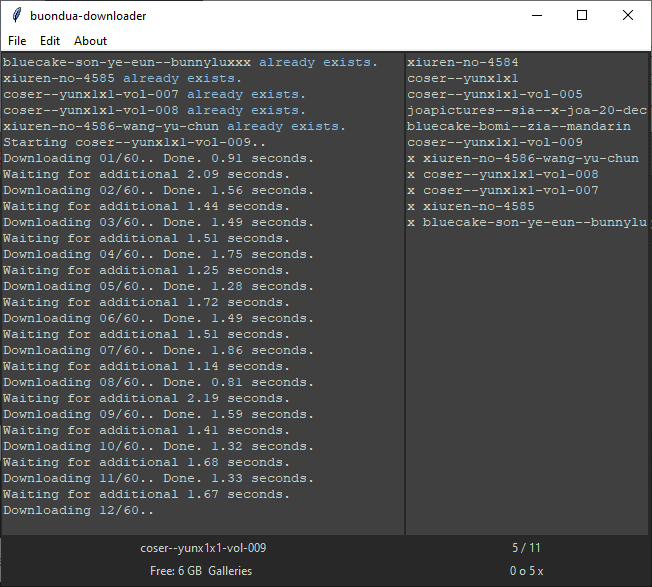 buondua-downloader
File Edit About
bluecake-son-ye-eun--bunnyluxxx already exists.
xiuren-no-4585 already exists.
coser--yunx1x1-vol-007 already exists.
coser--yunx1x1-vol-008 already exists.
xiuren-no-4586-wang-yu-chun already exists.
Starting coser--yunx1x1-vol-009..
Downloading 01/60.. Done. 0.91 seconds.
Waiting for additional 2.09 seconds.
Downloading 02/60.. Done. 1.56 seconds.
Waiting for additional 1.44 seconds.
Downloading 03/60.. Done. 1.49 seconds.
Waiting for additional 1.51 seconds.
Downloading 04/60.. Done. 1.75 seconds.
Waiting for additional 1.25 seconds.
Downloading 05/60.. Done. 1.28 seconds.
Waiting for additional 1.72 seconds.
Downloading 06/60.. Done. 1.49 seconds.
Waiting for additional 1.51 seconds.
Downloading 07/60.. Done. 1.86 seconds.
Waiting for additional 1.14 seconds.
Downloading 08/60.. Done. 0.81 seconds.
Waiting for additional 2.19 seconds.
Downloading 09/60.. Done. 1.59 seconds.
Waiting for additional 1.41 seconds.
Downloading 10/60.. Done. 1.32 seconds.
Waiting for additional 1.68 seconds.
Downloading 11/60.. Done. 1.33 seconds.
Waiting for additional 1.67 seconds.
Downloading 12/60..
xiuren-no-4584
coser--yunx1x1
coser--yunx1x1-vol-005
joapictures--sia--x-joa-20-dec
bluecake-bomi--zia--mandarin
coser--yunx1x1-vol-009
x xiuren-no-4586-wang-yu-chun
x coser--yunx1x1-vol-008
x coser--yunx1x1-vol-007
x xiuren-no-4585
x bluecake-son-ye-eun--bunnylu
coser--yunx1x1-vol-009
5 / 11
Free: 6 GB Galleries
0 o 5 x